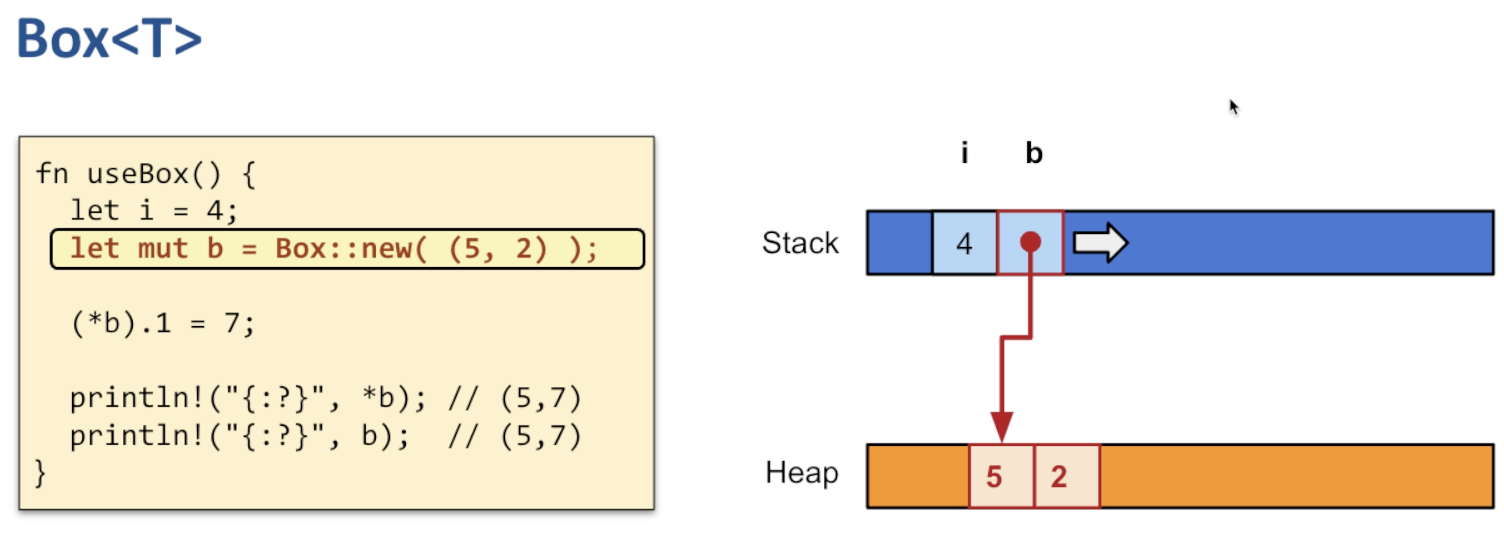 Box<T>
fn useBox() {
let i = 4;
let mut b = Box::new( (5, 2) );
(*b).1 = 7;
println!("{:?}", *b); // (5,7)
println!("{:?}", b);  // (5,7)
}
i b
Stack 4
Heap 5 2